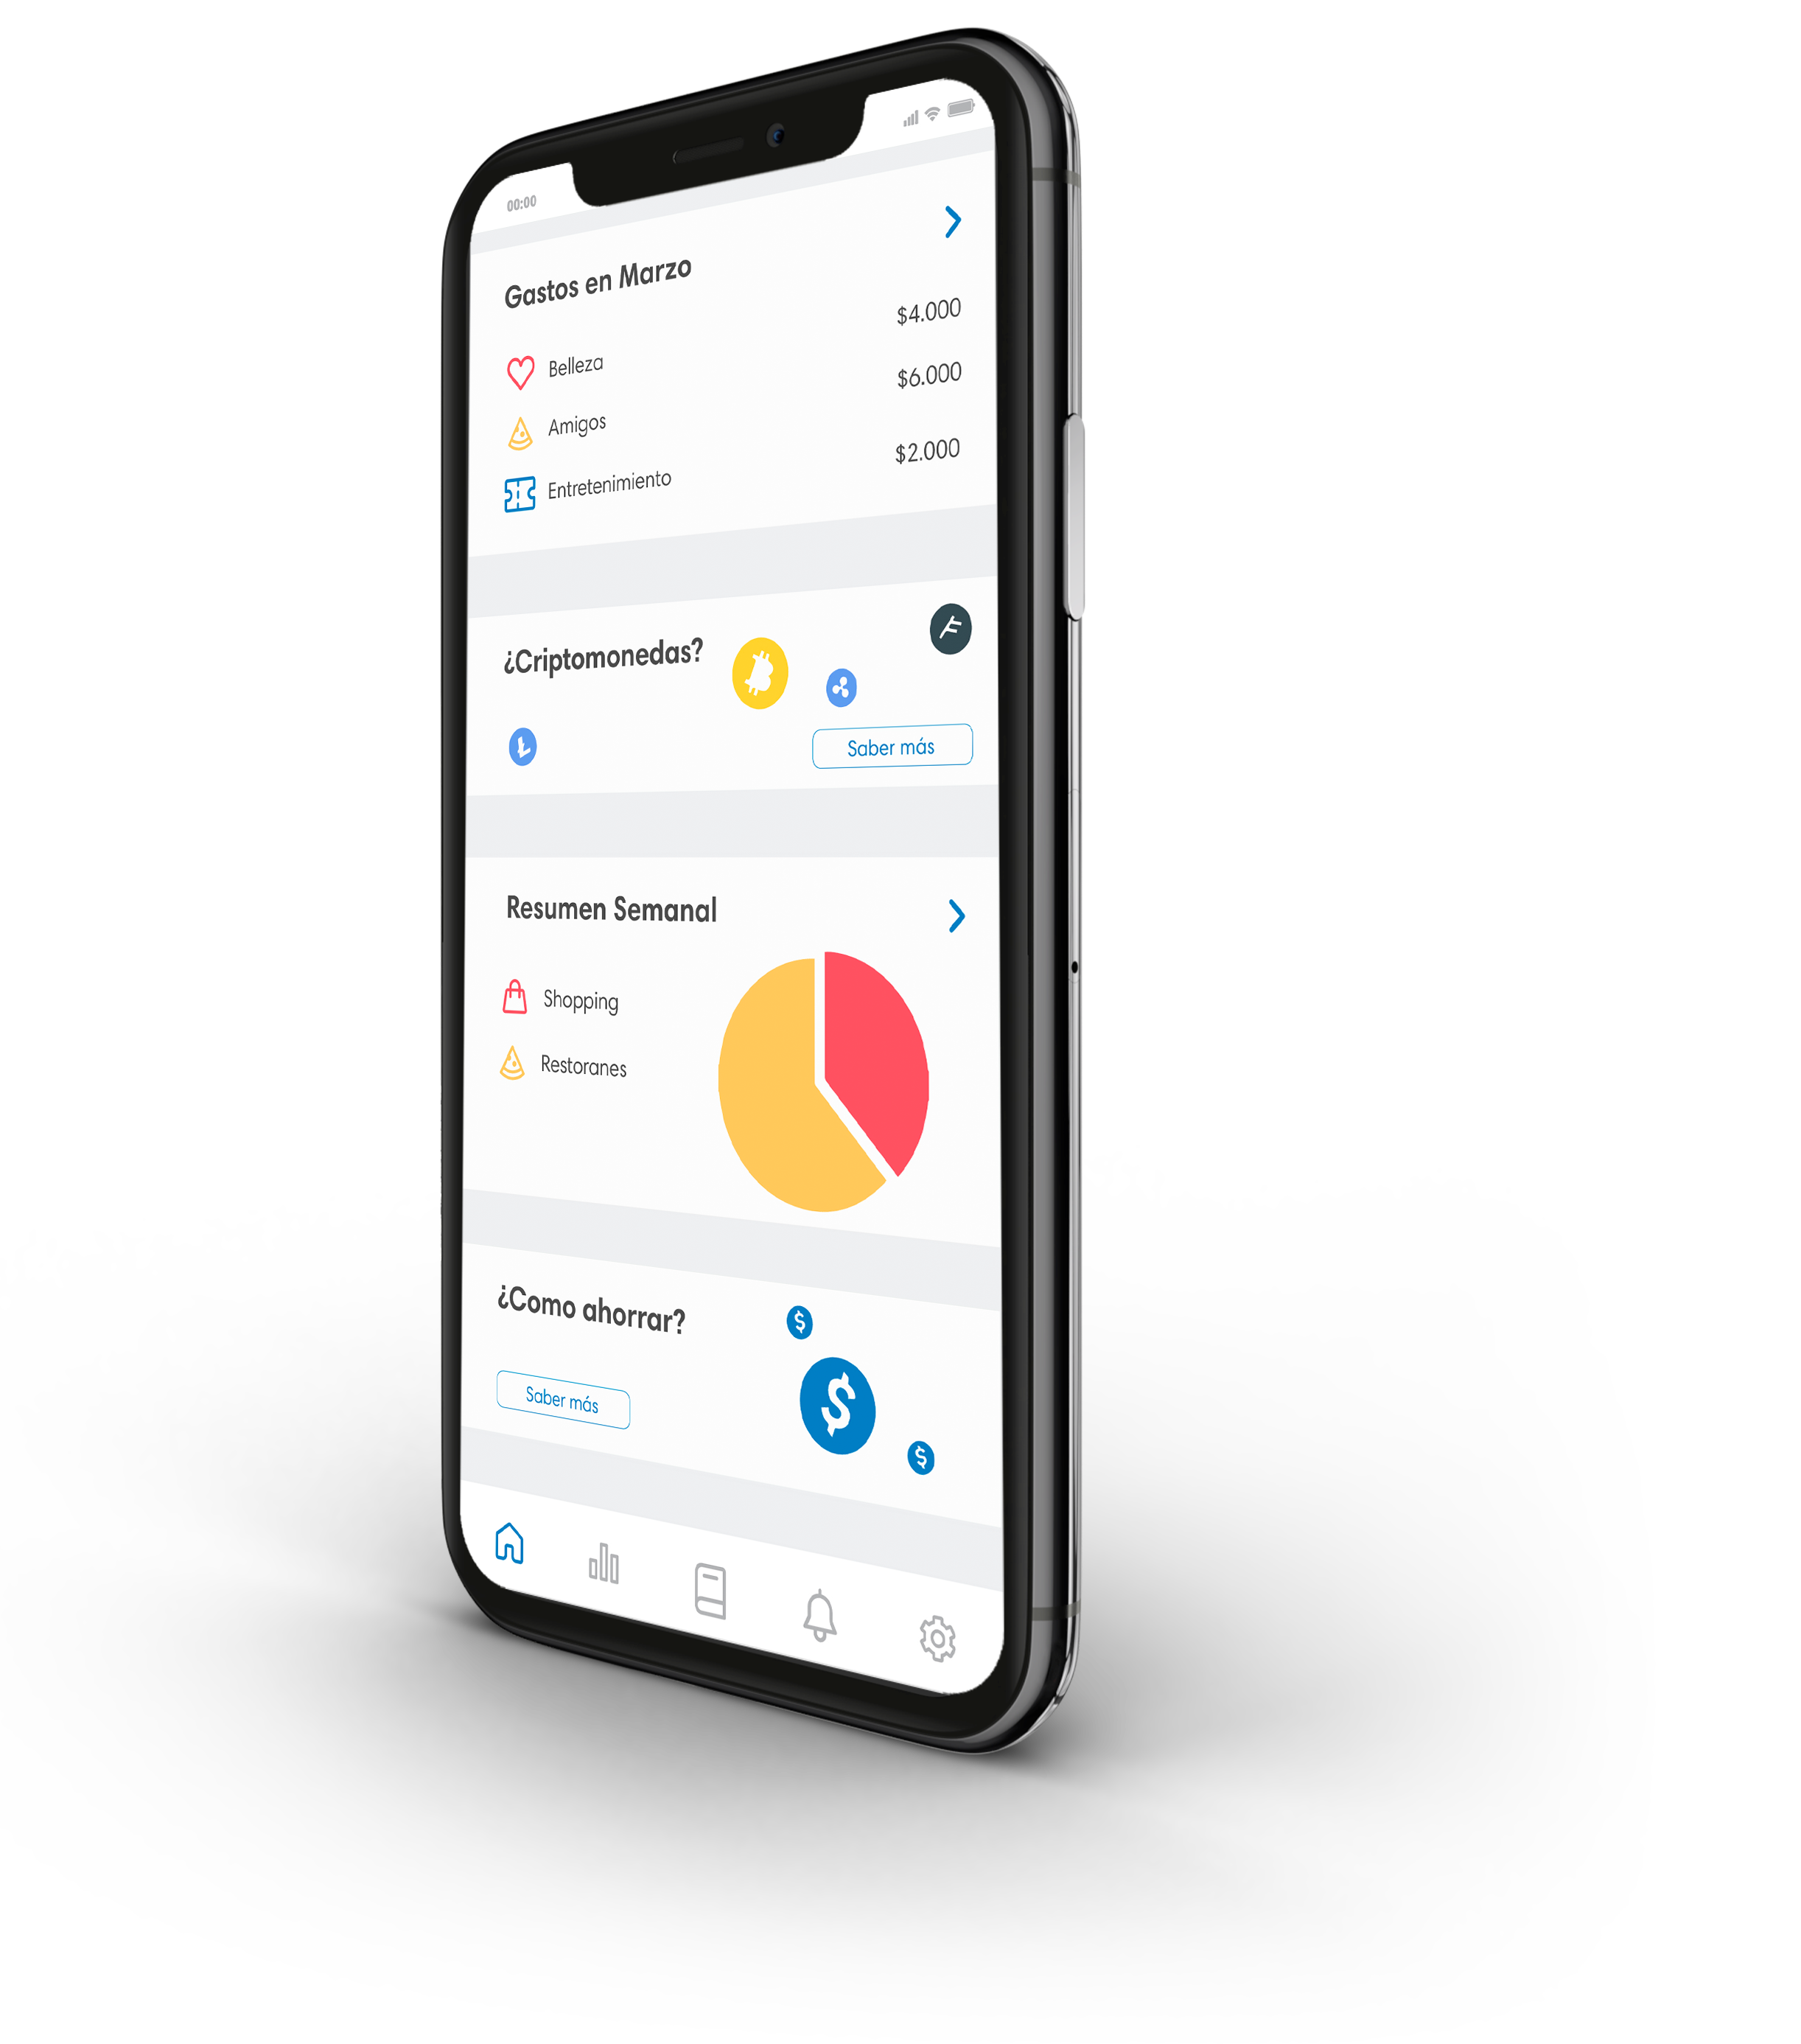 00:00
Gastos en Marzo
Belleza $4.000
Amigos $6.000
Entretenimiento $2.000
¿Criptomonedas?
Saber más
Resumen Semanal
Shopping
Restoranes
¿Como ahorrar?
Saber más